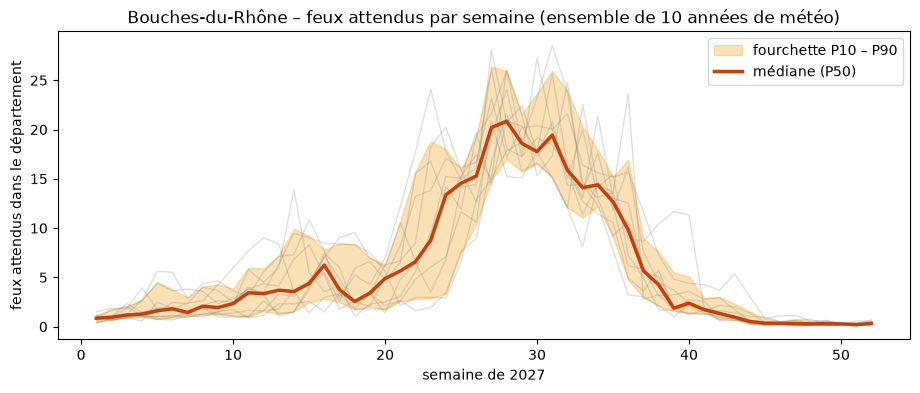 Bouches-du-Rhône – feux attendus par semaine (ensemble de 10 années de météo)
fourchette P10 – P90
médiane (P50)
feux attendus dans le département
25
20
15
10
5
0
0 10 20 30 40 50
semaine de 2027